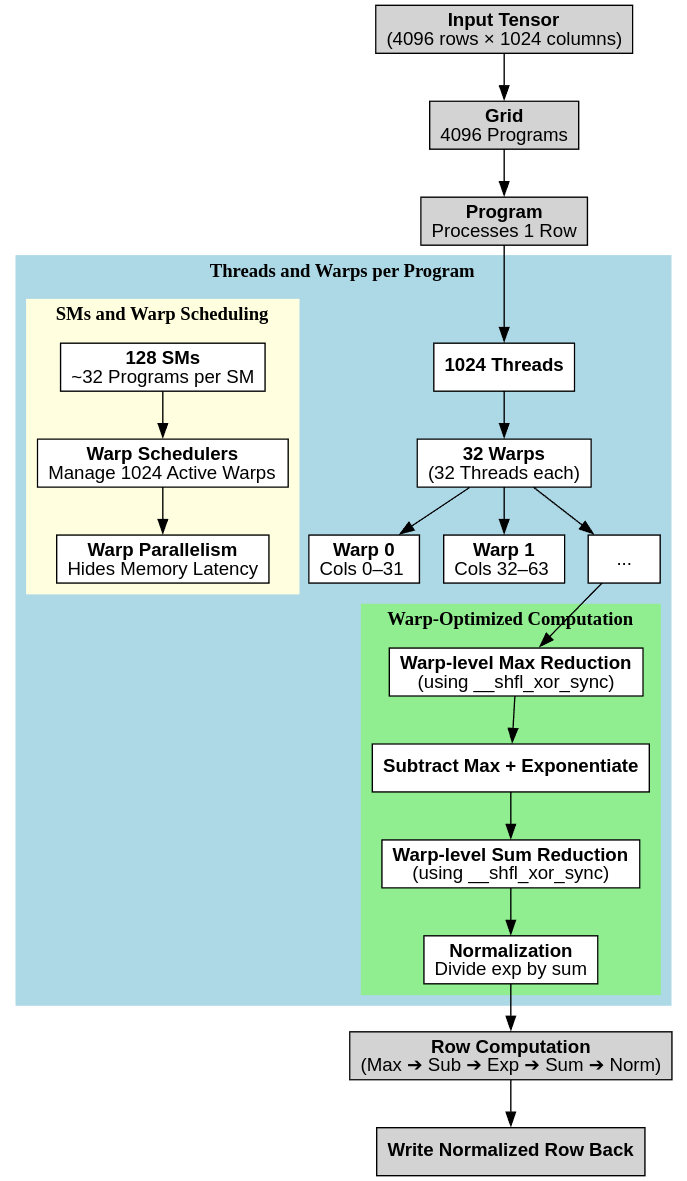 Input Tensor
(4096 rows × 1024 columns)
Grid
4096 Programs
Program
Processes 1 Row
Threads and Warps per Program
SMs and Warp Scheduling
128 SMs
~32 Programs per SM
Warp Schedulers
Manage 1024 Active Warps
Warp Parallelism
Hides Memory Latency
1024 Threads
32 Warps
(32 Threads each)
Warp 0
Cols 0–31
Warp 1
Cols 32–63
...
Warp-Optimized Computation
Warp-level Max Reduction
(using __shfl_xor_sync)
Subtract Max + Exponentiate
Warp-level Sum Reduction
(using __shfl_xor_sync)
Normalization
Divide exp by sum
Row Computation
(Max ➔ Sub ➔ Exp ➔ Sum ➔ Norm)
Write Normalized Row Back